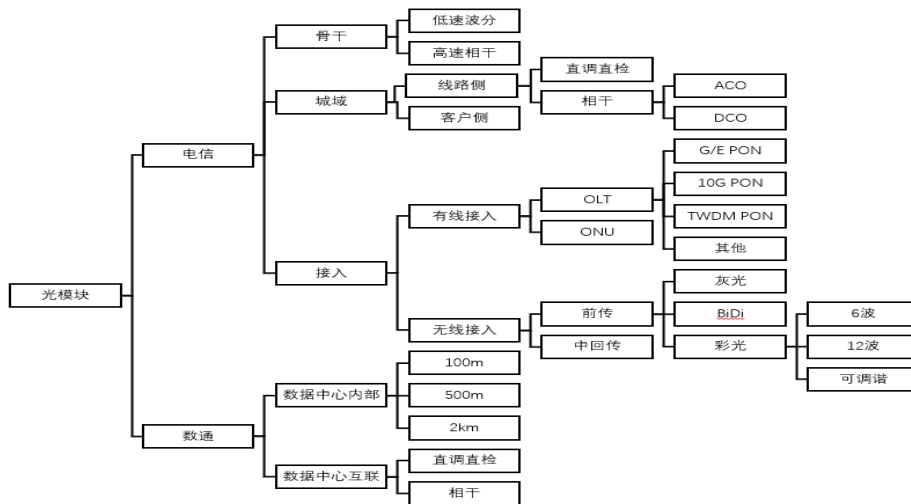 低速波分
骨干
高速相干
直调直检
线路侧
ACO
城域
相干
客户侧
DCO
G/E PON
电信
10G PON
OLT
有线接入
TWDM PON
ONU
其他
接入
灰光
光模块
前传
BiDi
6波
无线接入
中回传
彩光
12波
100m
可调谐
数据中心内部
500m
2km
数通
直调直检
数据中心互联
相干